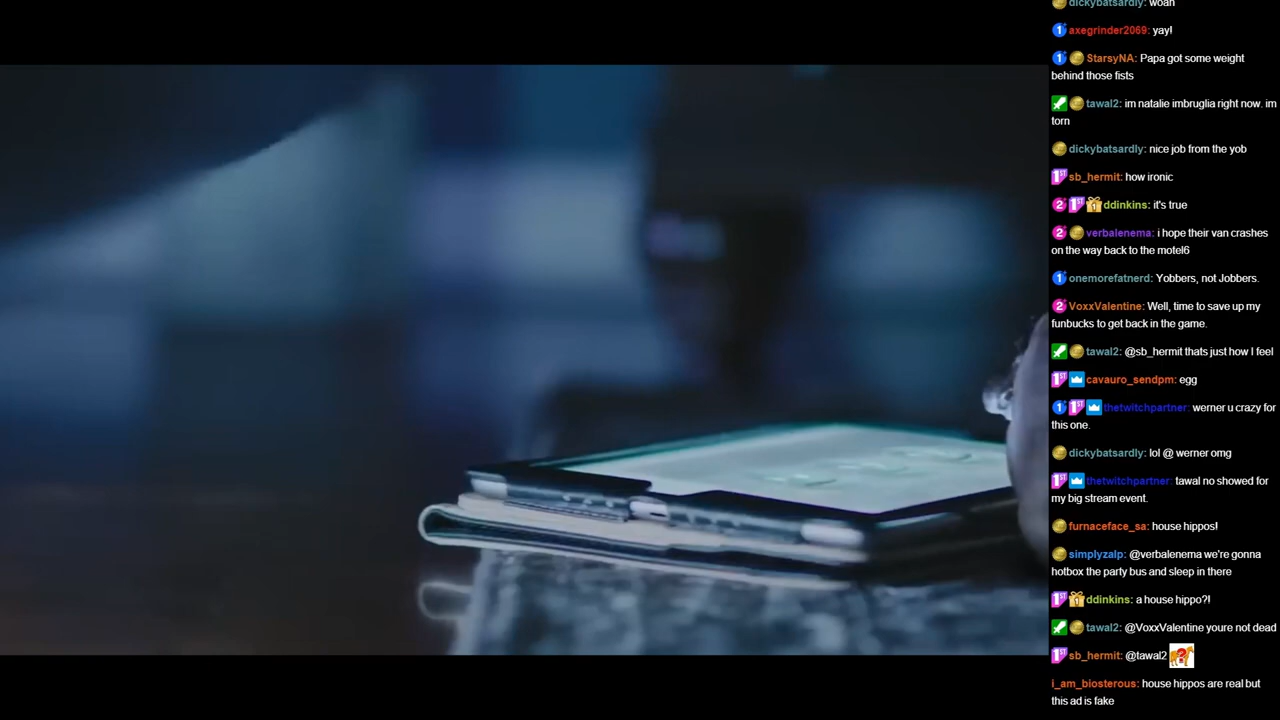 dickybatsardly: woah
axegrinder2069: yay!
StarsyNA: Papa got some weight
behind those fists
tawal2: im natalie imbruglia right now. im
torn
dickybatsardly: nice job from the yob
sb_hermit: how ironic
2 ddinkins: it's true
2 verbalenema: i hope their van crashes
on the way back to the motel6
onemorefatnerd: Yobbers, not Jobbers.
2 VoxxValentine: Well, time to save up my
funbucks to get back in the game.
tawal2: @sb_hermit thats just how I feel
cavauro_sendpm: egg
thetwitchpartner: werner u crazy for
this one.
dickybatsardly: lol @ werner omg
thetwitchpartner: tawal no showed for
my big stream event.
furnaceface_sa: house hippos!
simplyzalp: @verbalenema we're gonna
hotbox the party bus and sleep in there
ddinkins: a house hippo?!
tawal2: @VoxxValentine youre not dead
sb_hermit: @tawal2
i_am_biosterous: house hippos are real but
this ad is fake